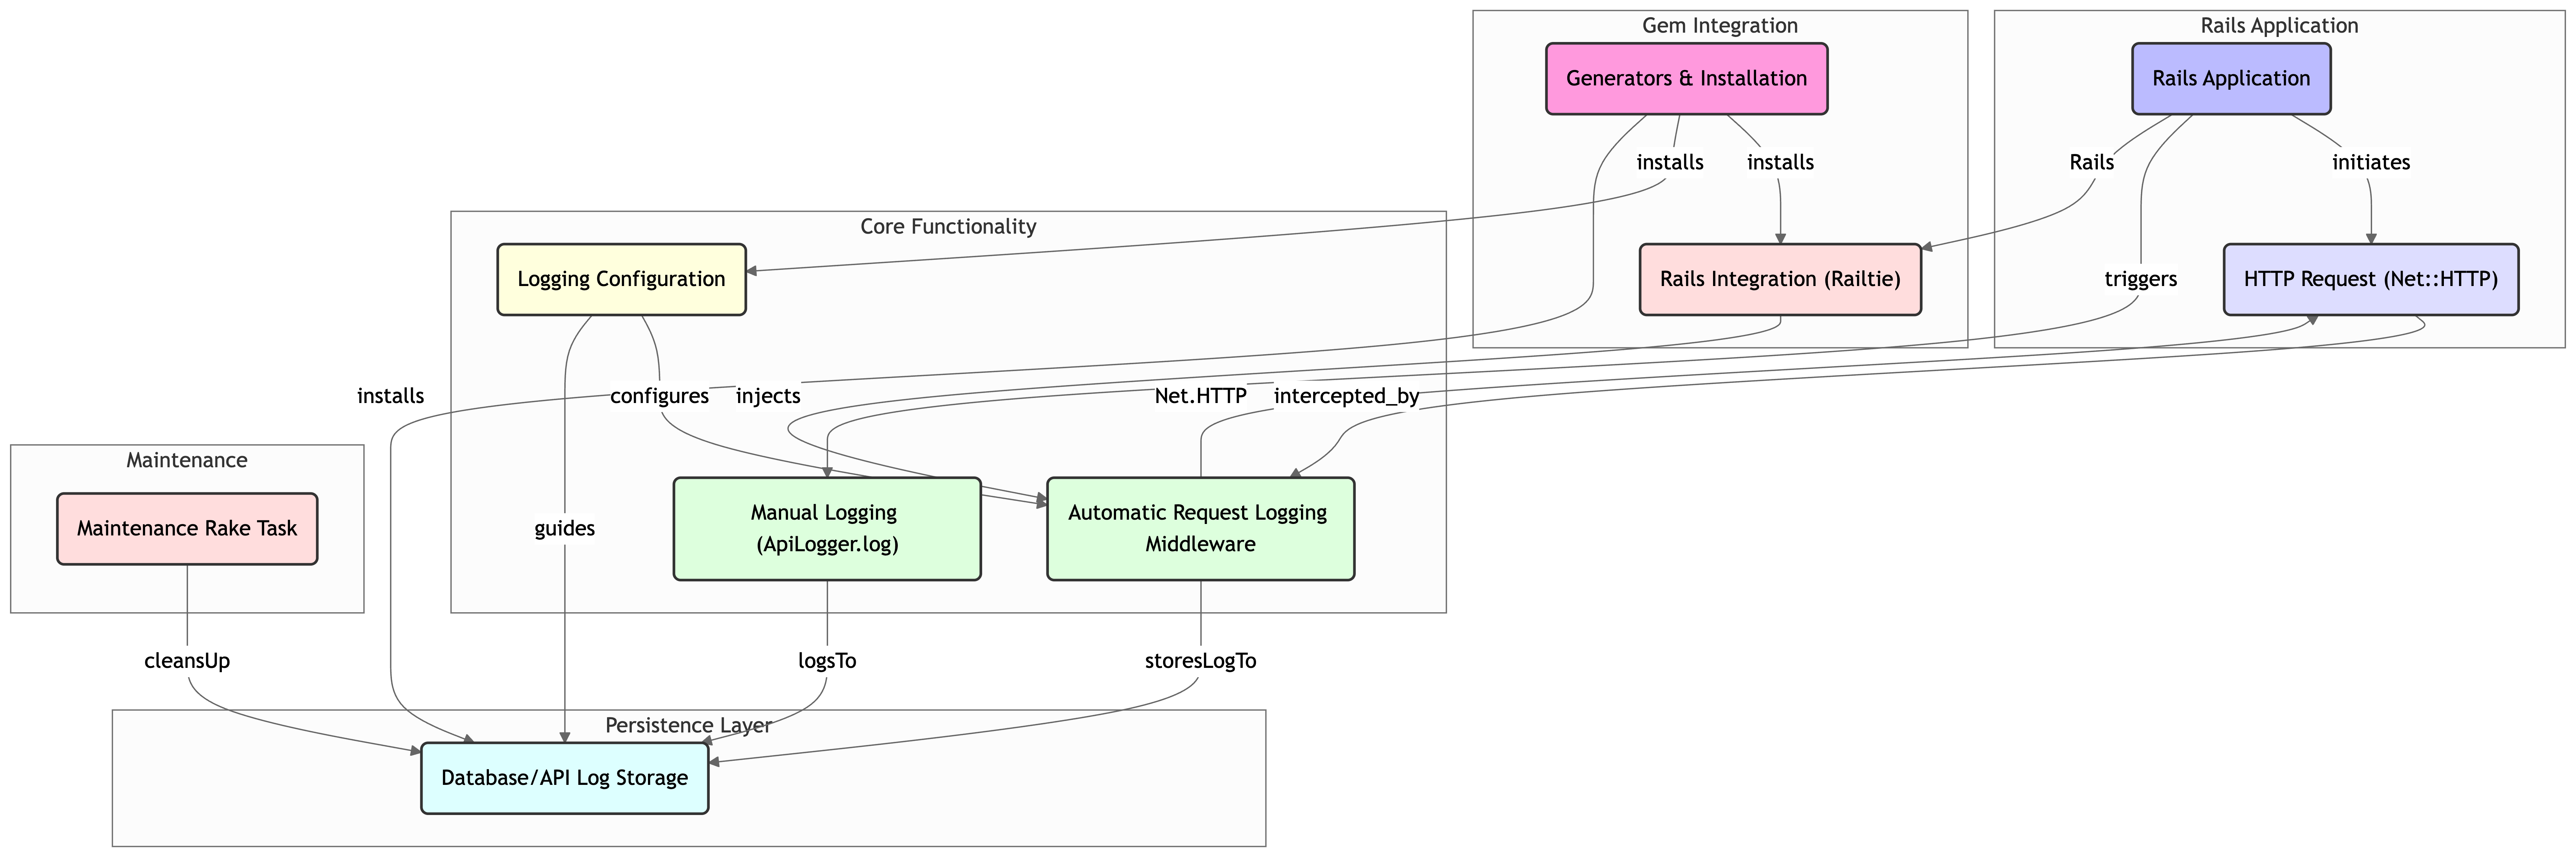 Gem Integration
Rails Application
Generators & Installation
Rails Application
installs
installs
Rails
initiates
Core Functionality
Logging Configuration
Rails Integration (Railtie)
triggers
HTTP Request (Net::HTTP)
installs
configures
injects
Net.HTTP
intercepted_by
Maintenance
Maintenance Rake Task
guides
Manual Logging
(ApiLogger.log)
Automatic Request Logging
Middleware
cleansUp
logsTo
storesLogTo
Persistence Layer
Database/API Log Storage